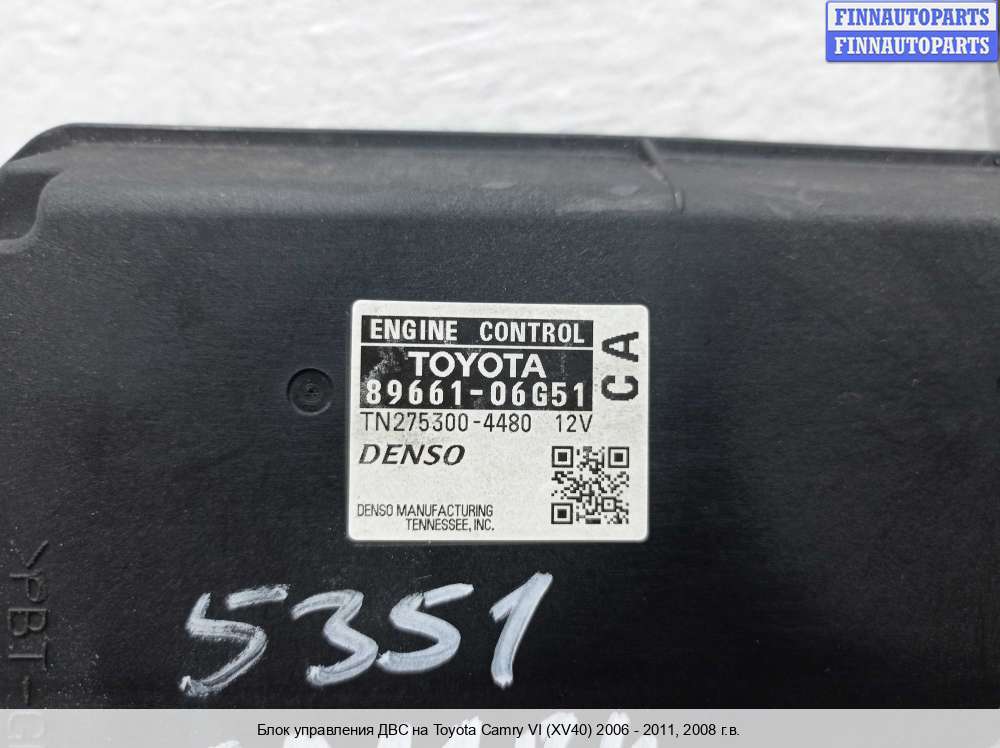 FINNAUTOPARTS
FINNAUTOPARTS
ENGINE CONTROL
TOYOTA
89661-06G51
CA
TN275300-4480 12V
DENSO
DENSO MANUFACTURING
TENNESSEE, INC.
>PBT-G
5351
Блок управления ДВС на Toyota Camry VI (XV40) 2006 - 2011, 2008 г.в.